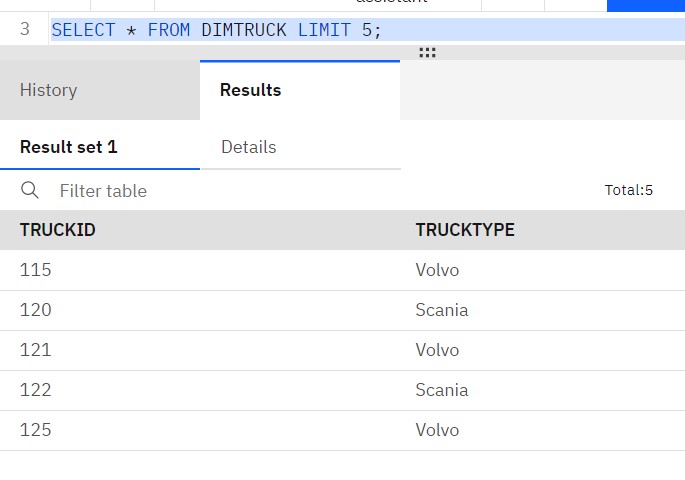 assistant
3 SELECT * FROM DIMTRUCK LIMIT 5;
History Results
Result set 1 Details
Filter table Total:5
TRUCKID TRUCKTYPE
115 Volvo
120 Scania
121 Volvo
122 Scania
125 Volvo